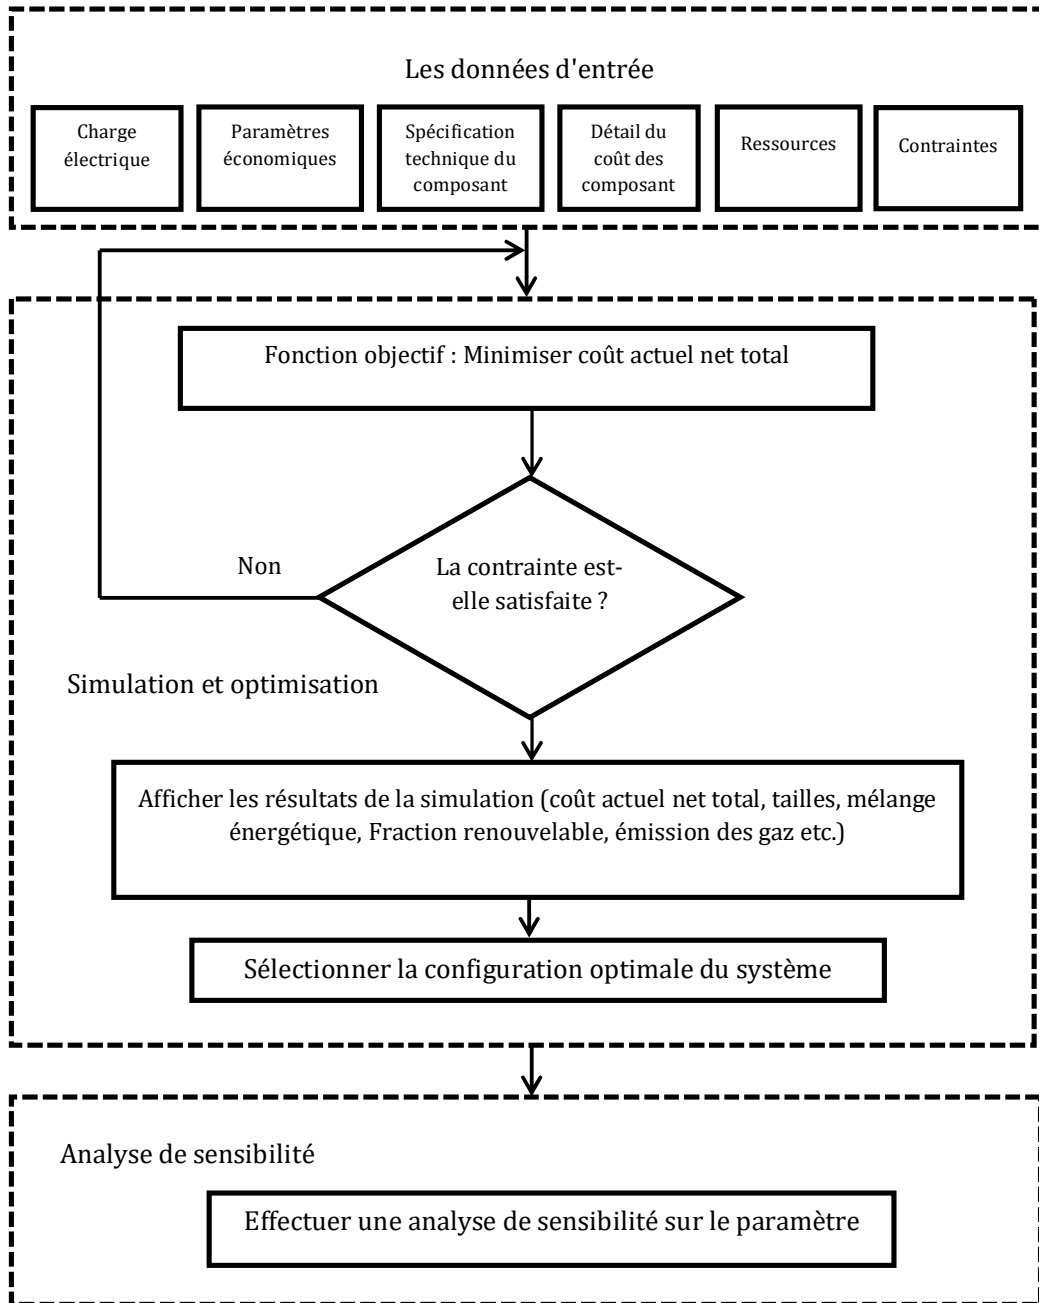 Les données d'entrée
Charge
électrique
Paramètres
économiques
Spécification
technique du
composant
Détail du
coût des
composant
Ressources
Contraintes
Fonction objectif : Minimiser coût actuel net total
La contrainte est-
elle satisfaite ?
Non
Simulation et optimisation
Afficher les résultats de la simulation (coût actuel net total, tailles, mélange
énergétique, Fraction renouvelable, émission des gaz etc.)
Sélectionner la configuration optimale du système
Analyse de sensibilité
Effectuer une analyse de sensibilité sur le paramètre